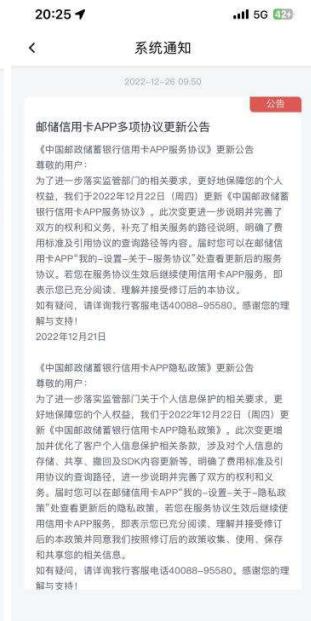 20:25
5G 42
系统通知
2022-12-26 09:50
公告
邮储信用卡APP多项协议更新公告
《中国邮政储蓄银行信用卡APP服务协议》更新公告
尊敬的用户：
为了进一步落实监管部门的相关要求，更好地保障您的个人
权益，我们于2022年12月22日（周四）更新《中国邮政储蓄
银行信用卡APP服务协议》。此次变更进一步说明并完善了
双方的权利和义务，补充了相关服务的路径说明，明确了费
用标准及引用协议的查询路径等内容。届时您可以在邮储信
用卡APP“我的-设置-关于-服务协议”处查看更新后的服务
协议。若您在服务协议生效后继续使用信用卡APP服务，即
表示您已充分阅读、理解并接受修订后的本协议。
如有疑问，请详询我行客服电话40088-95580。感谢您的理
解与支持！
2022年12月21日
《中国邮政储蓄银行信用卡APP隐私政策》更新公告
尊敬的用户：
为了进一步落实监管部门关于个人信息保护的相关要求，更
好地保障您的个人权益，我们于2022年12月22日（周四）更
新《中国邮政储蓄银行信用卡APP隐私政策》。此次变更增
加并优化了客户个人信息保护相关条款，涉及对个人信息的
存储、共享、撤回及SDK内容更新等，明确了费用标准及引
用协议的查询路径，进一步说明并完善了双方的权利和义
务。届时您可以在邮储信用卡APP“我的-设置-关于-隐私政
策”处查看更新后的隐私政策，若您在服务协议生效后继续使
用信用卡APP服务，即表示您已充分阅读、理解并接受修订
后的本政策并同意我们按照修订后的政策收集、使用、保存
和共享您的相关信息。
如有疑问，请详询我行客服电话40088-95580。感谢您的理
解与支持！